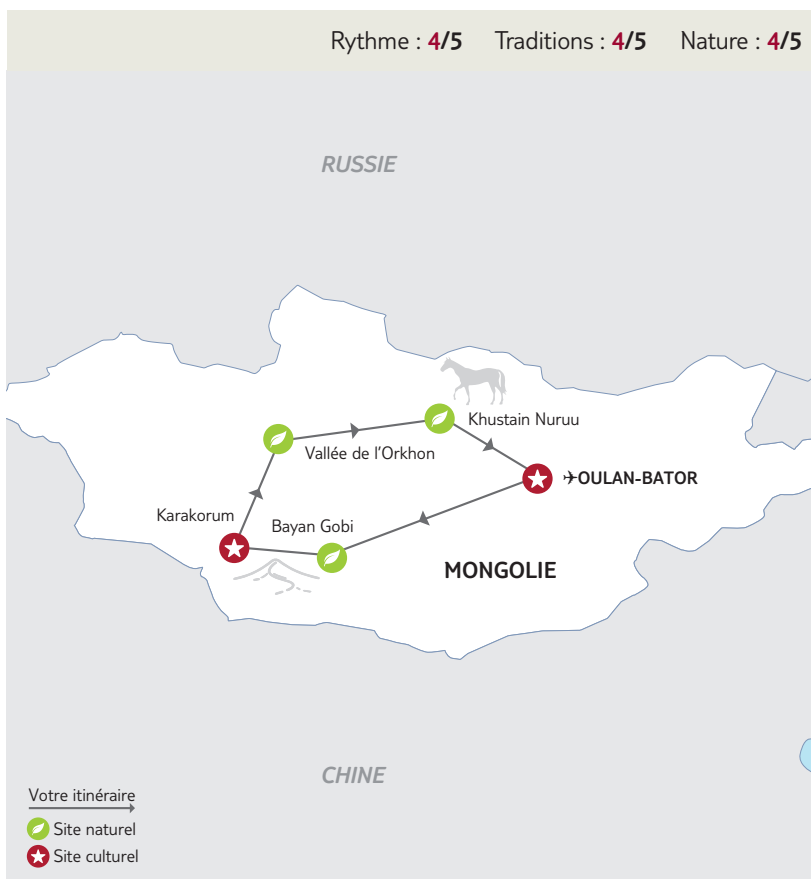 Rythme : 4/5 Traditions : 4/5 Nature : 4/5
RUSSIE
Khustain Nuruu
Vallée de l'Orkhon
OULAN-BATOR
Karakorum
Bayan Gobi
MONGOLIE
CHINE
Votre itinéraire
Site naturel
Site culturel